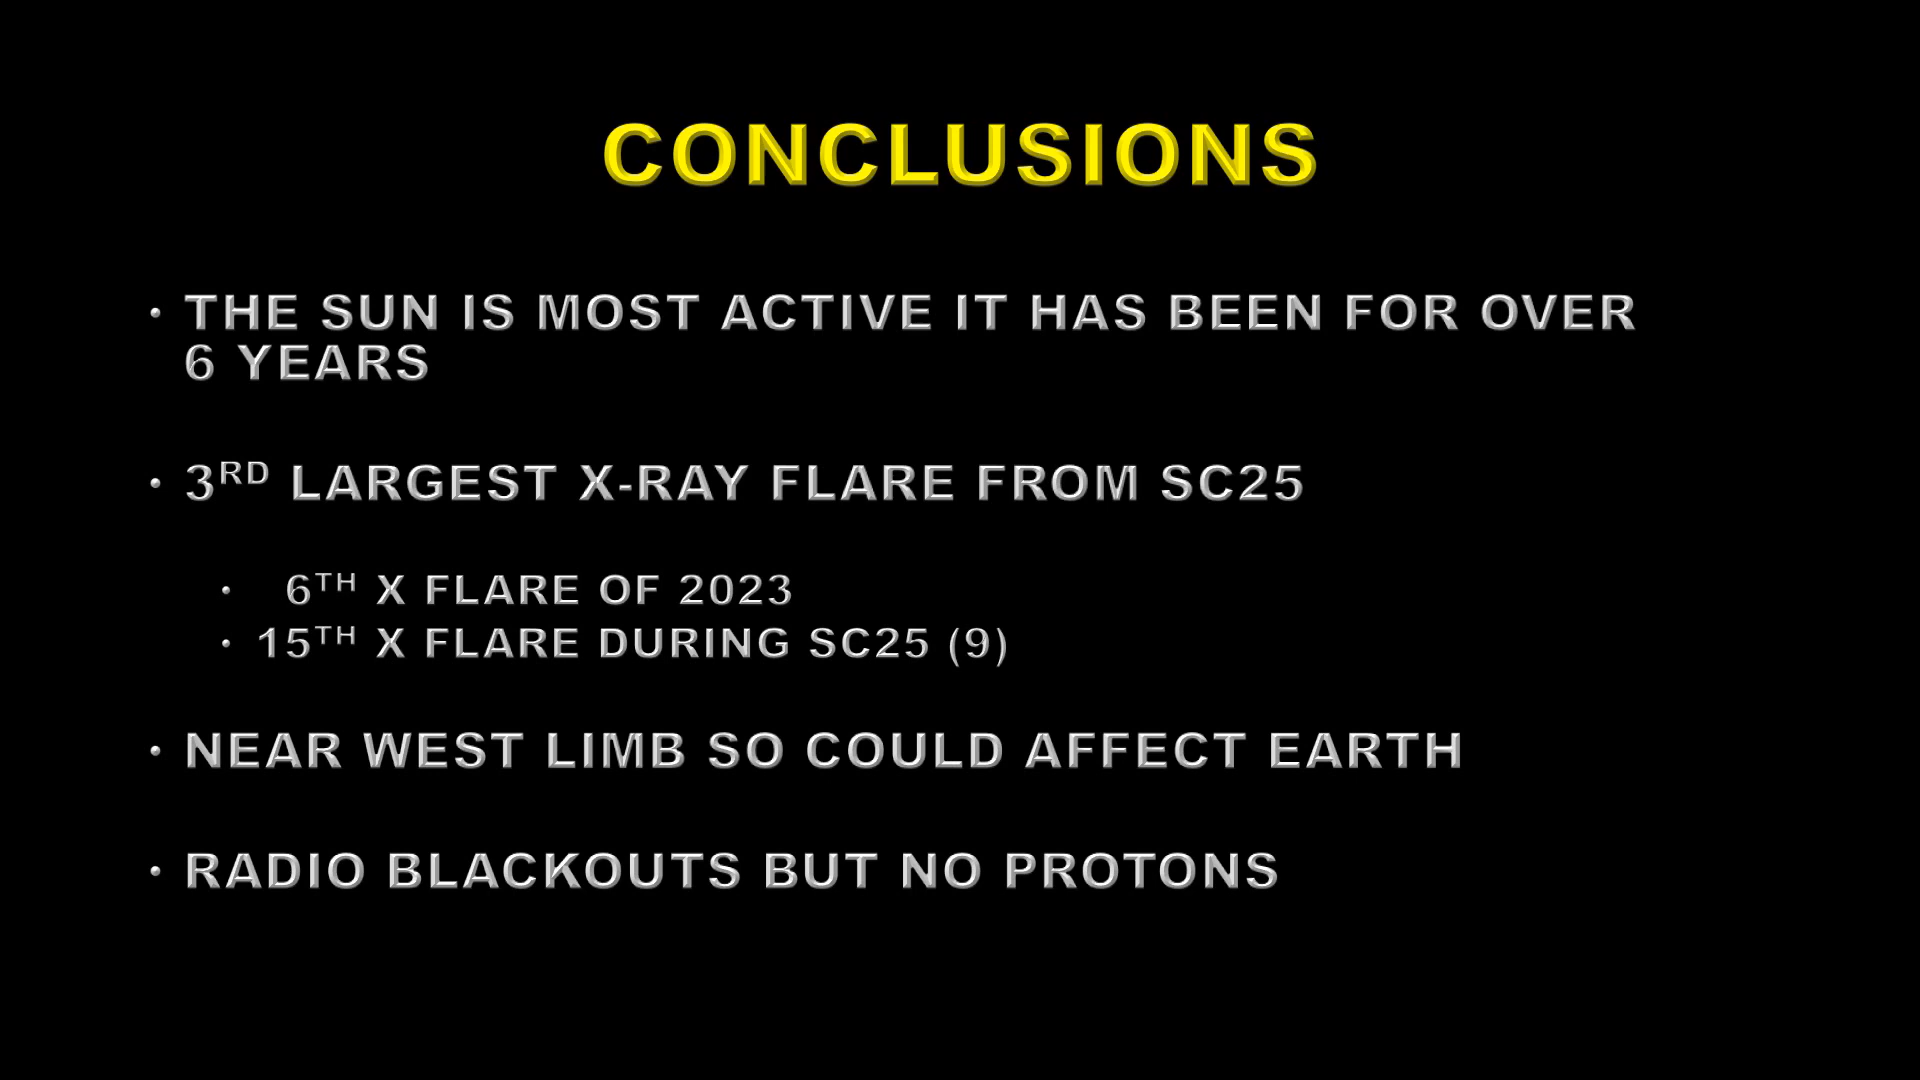 CONCLUSIONS
• THE SUN IS MOST ACTIVE IT HAS BEEN FOR OVER
6 YEARS
• 3RD LARGEST X-RAY FLARE FROM SC25
• 6TH X FLARE OF 2023
• 15TH X FLARE DURING SC25 (9)
• NEAR WEST LIMB SO COULD AFFECT EARTH
• RADIO BLACKOUTS BUT NO PROTONS